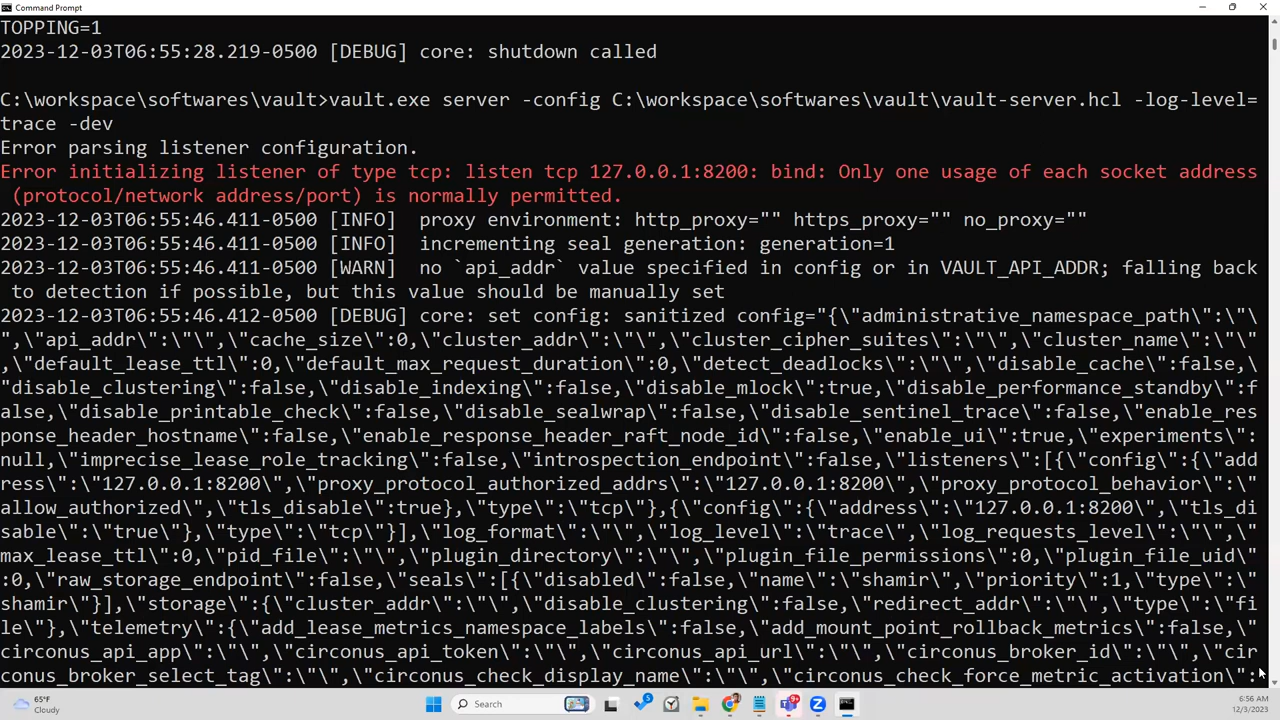 Command Prompt
TOPPING=1
2023-12-03T06:55:28.219-0500 [DEBUG] core: shutdown called
C:\workspace\softwares\vault>vault.exe server -config C:\workspace\softwares\vault\vault-server.hcl -log-level=
trace -dev
Error parsing listener configuration.
Error initializing listener of type tcp: listen tcp 127.0.0.1:8200: bind: Only one usage of each socket address
(protocol/network address/port) is normally permitted.
2023-12-03T06:55:46.411-0500 [INFO]  proxy environment: http_proxy="" https_proxy="" no_proxy=""
2023-12-03T06:55:46.411-0500 [INFO]  incrementing seal generation: generation=1
2023-12-03T06:55:46.411-0500 [WARN]  no `api_addr` value specified in config or in VAULT_API_ADDR; falling back
to detection if possible, but this value should be manually set
2023-12-03T06:55:46.412-0500 [DEBUG] core: set config: sanitized config="{\"administrative_namespace_path\":\"\
",\"api_addr\":\"\",\"cache_size\":0,\"cluster_addr\":\"\",\"cluster_cipher_suites\":\"\",\"cluster_name\":\"\"
,\"default_lease_ttl\":0,\"default_max_request_duration\":0,\"detect_deadlocks\":\"\",\"disable_cache\":false,\
"disable_clustering\":false,\"disable_indexing\":false,\"disable_mlock\":true,\"disable_performance_standby\":f
alse,\"disable_printable_check\":false,\"disable_sealwrap\":false,\"disable_sentinel_trace\":false,\"enable_res
ponse_header_hostname\":false,\"enable_response_header_raft_node_id\":false,\"enable_ui\":true,\"experiments\":
null,\"imprecise_lease_role_tracking\":false,\"introspection_endpoint\":false,\"listeners\":[{\"config\":{\"add
ress\":\"127.0.0.1:8200\",\"proxy_protocol_authorized_addrs\":\"127.0.0.1:8200\",\"proxy_protocol_behavior\":\"
allow_authorized\",\"tls_disable\":true},\"type\":\"tcp\"},{\"config\":{\"address\":\"127.0.0.1:8200\",\"tls_di
sable\":\"true\"},\"type\":\"tcp\"}],\"log_format\":\"\",\"log_level\":\"trace\",\"log_requests_level\":\"\",\"
max_lease_ttl\":0,\"pid_file\":\"\",\"plugin_directory\":\"\",\"plugin_file_permissions\":0,\"plugin_file_uid\"
:0,\"raw_storage_endpoint\":false,\"seals\":[{\"disabled\":false,\"name\":\"shamir\",\"priority\":1,\"type\":\"
shamir\"}],\"storage\":{\"cluster_addr\":\"\",\"disable_clustering\":false,\"redirect_addr\":\"\",\"type\":\"fi
le\"},\"telemetry\":{\"add_lease_metrics_namespace_labels\":false,\"add_mount_point_rollback_metrics\":false,\"
circonus_api_app\":\"\",\"circonus_api_token\":\"\",\"circonus_api_url\":\"\",\"circonus_broker_id\":\"\",\"cir
conus_broker_select_tag\":\"\",\"circonus_check_display_name\":\"\",\"circonus_check_force_metric_activation\":
65°F
Cloudy
Search
5
9+
6:56 AM
12/3/2023